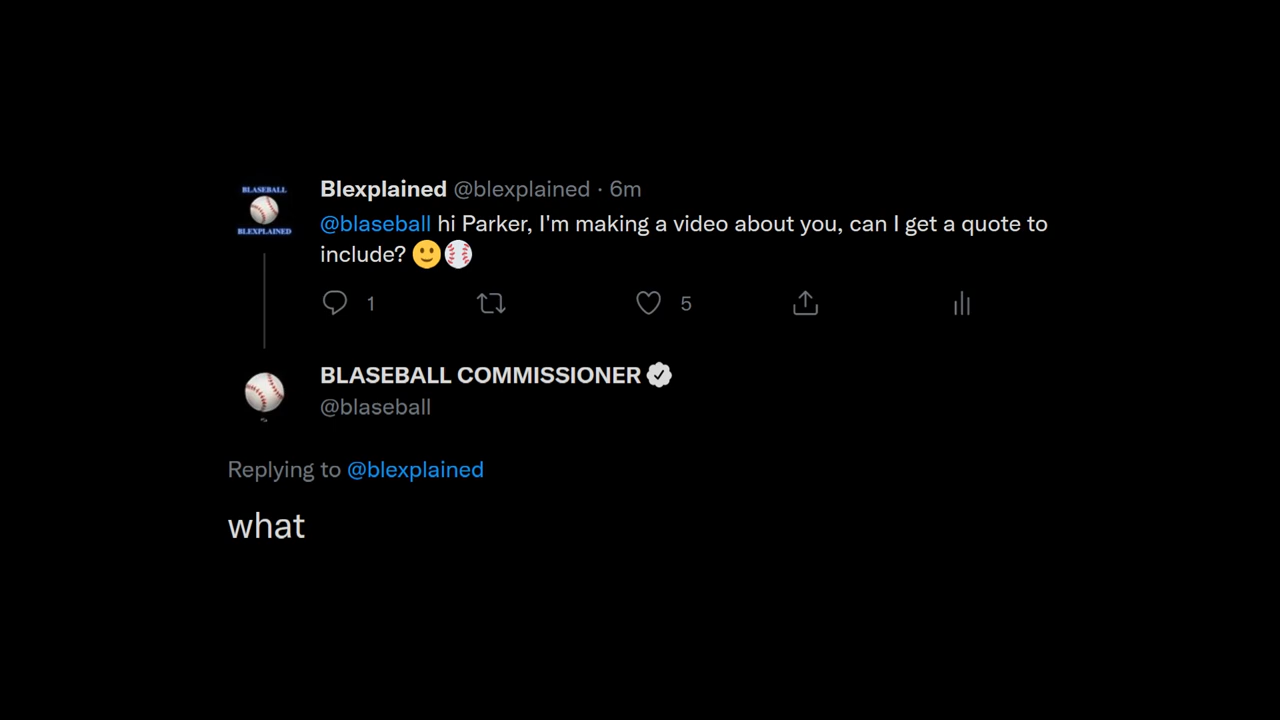 BLASEBALL
BLEXPLAINED
Blexplained @blexplained · 6m
@blaseball hi Parker, I'm making a video about you, can I get a quote to
include? 🙂⚾
1 5
BLASEBALL COMMISSIONER
@blaseball
Replying to @blexplained
what